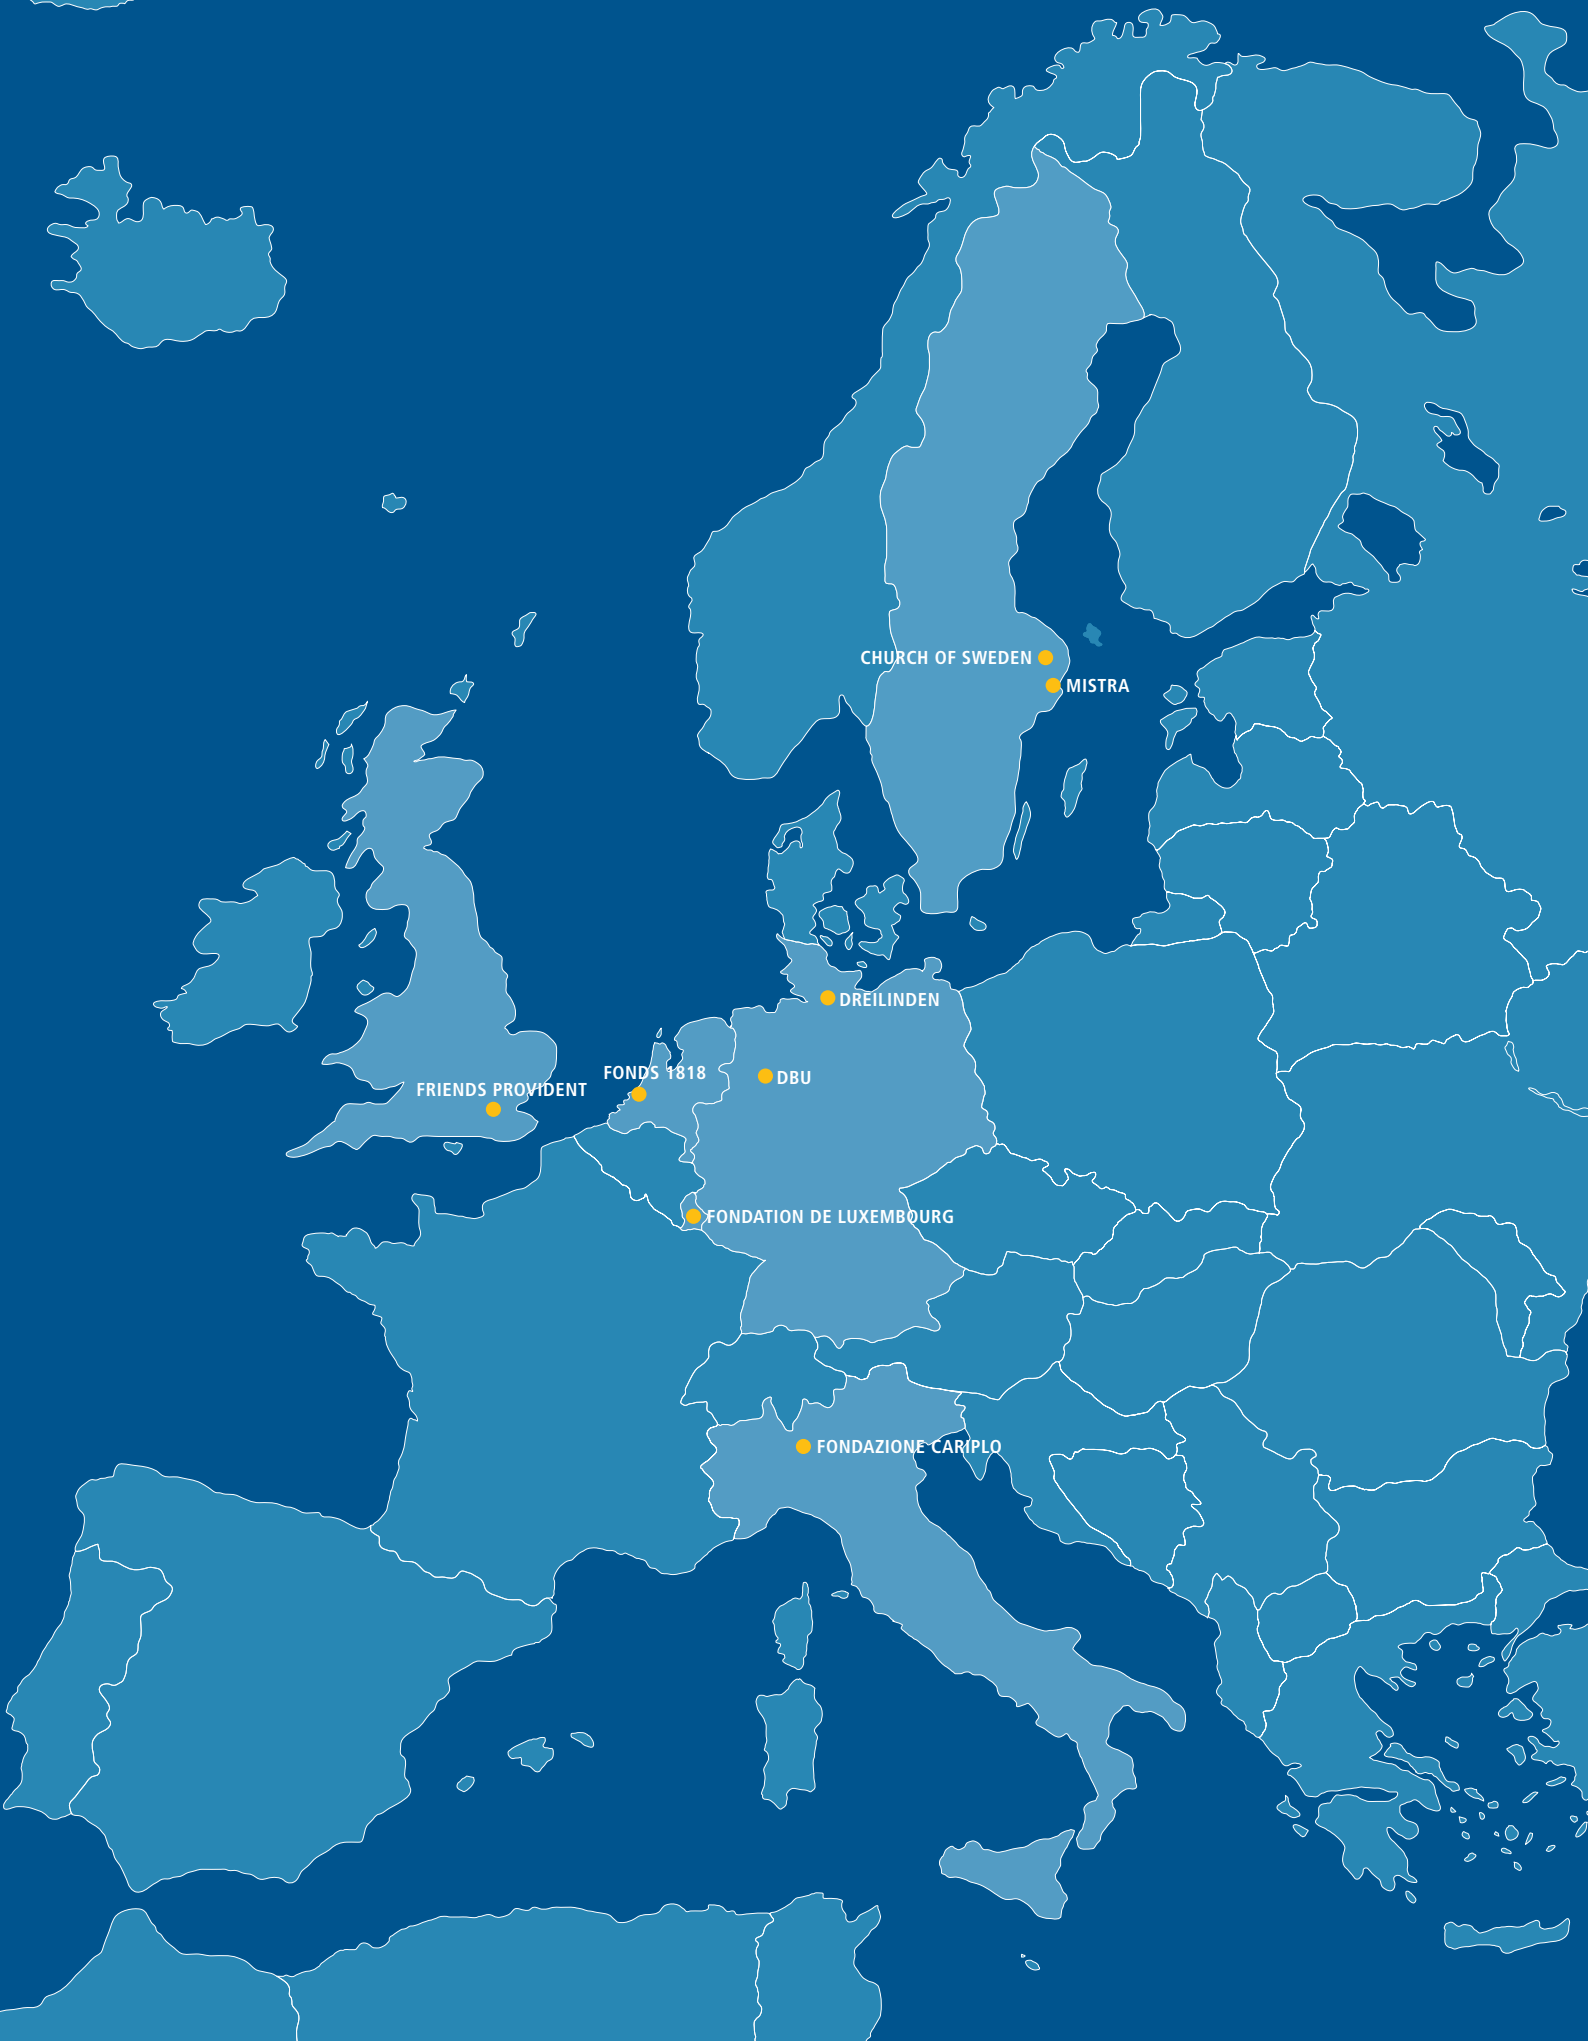 CHURCH OF SWEDEN
MISTRA
DREILINDEN
FONDS 1818
DBU
FRIENDS PROVIDENT
FONDATION DE LUXEMBOURG
FONDAZIONE CARIPLO